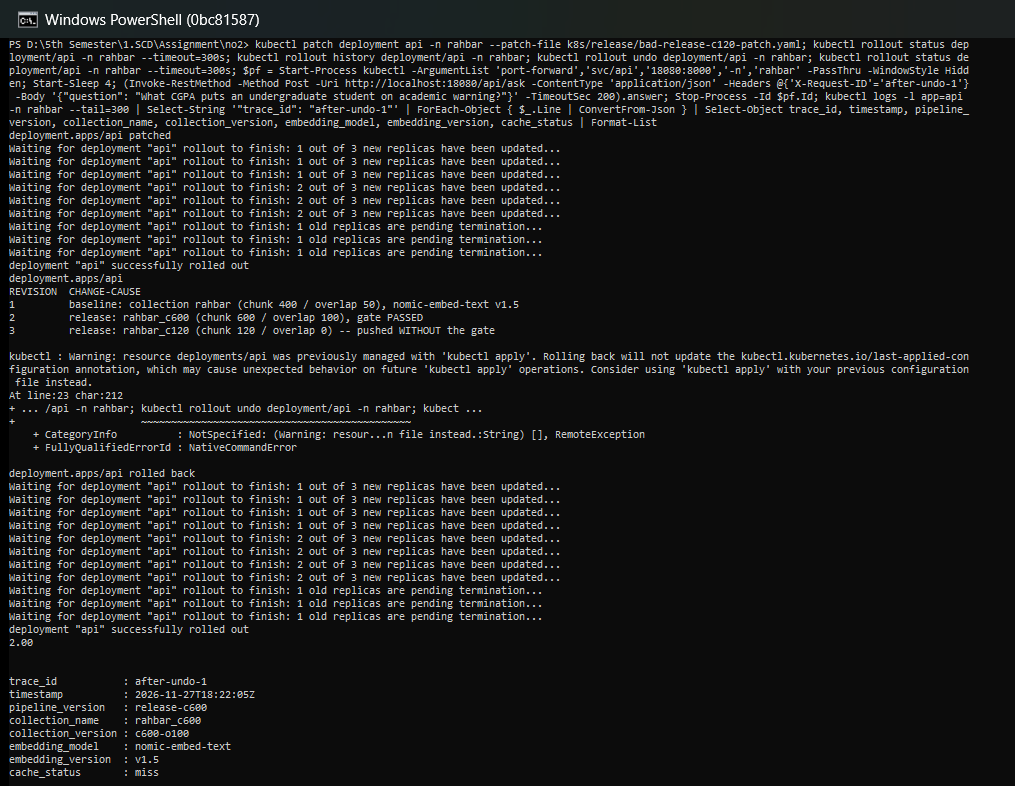 Windows PowerShell (0bc81587)
PS D:\5th Semester\1.SCD\Assignment\no2> kubectl patch deployment api -n rahbar --patch-file k8s/release/bad-release-c120-patch.yaml; kubectl rollout status dep
loyment/api -n rahbar --timeout=300s; kubectl rollout history deployment/api -n rahbar; kubectl rollout undo deployment/api -n rahbar; kubectl rollout status de
ployment/api -n rahbar --timeout=300s; $pf = Start-Process kubectl -ArgumentList 'port-forward','svc/api','18080:8000','-n','rahbar' -PassThru -WindowStyle Hidd
en; Start-Sleep 4; (Invoke-RestMethod -Method Post -Uri http://localhost:18080/api/ask -ContentType 'application/json' -Headers @{'X-Request-ID'='after-undo-1'}
-Body '{"question": "What CGPA puts an undergraduate student on academic warning?"}' -TimeoutSec 200).answer; Stop-Process -Id $pf.Id; kubectl logs -l app=api
-n rahbar --tail=300 | Select-String '"trace_id": "after-undo-1"' | ForEach-Object { $_.Line | ConvertFrom-Json } | Select-Object trace_id, timestamp, pipeline_
version, collection_name, collection_version, embedding_model, embedding_version, cache_status | Format-List
deployment.apps/api patched
Waiting for deployment "api" rollout to finish: 1 out of 3 new replicas have been updated...
Waiting for deployment "api" rollout to finish: 1 out of 3 new replicas have been updated...
Waiting for deployment "api" rollout to finish: 1 out of 3 new replicas have been updated...
Waiting for deployment "api" rollout to finish: 2 out of 3 new replicas have been updated...
Waiting for deployment "api" rollout to finish: 2 out of 3 new replicas have been updated...
Waiting for deployment "api" rollout to finish: 2 out of 3 new replicas have been updated...
Waiting for deployment "api" rollout to finish: 1 old replicas are pending termination...
Waiting for deployment "api" rollout to finish: 1 old replicas are pending termination...
Waiting for deployment "api" rollout to finish: 1 old replicas are pending termination...
deployment "api" successfully rolled out
deployment.apps/api
REVISION  CHANGE-CAUSE
1         baseline: collection rahbar (chunk 400 / overlap 50), nomic-embed-text v1.5
2         release: rahbar_c600 (chunk 600 / overlap 100), gate PASSED
3         release: rahbar_c120 (chunk 120 / overlap 0) -- pushed WITHOUT the gate
kubectl : Warning: resource deployments/api was previously managed with 'kubectl apply'. Rolling back will not update the kubectl.kubernetes.io/last-applied-con
figuration annotation, which may cause unexpected behavior on future 'kubectl apply' operations. Consider using 'kubectl apply' with your previous configuration
file instead.
At line:23 char:212
+ ... /api -n rahbar; kubectl rollout undo deployment/api -n rahbar; kubect ...
+                     ~~~~~~~~~~~~~~~~~~~~~~~~~~~~~~~~~~~~~~~~~~~~
    + CategoryInfo          : NotSpecified: (Warning: resour...n file instead.:String) [], RemoteException
    + FullyQualifiedErrorId : NativeCommandError
deployment.apps/api rolled back
Waiting for deployment "api" rollout to finish: 1 out of 3 new replicas have been updated...
Waiting for deployment "api" rollout to finish: 1 out of 3 new replicas have been updated...
Waiting for deployment "api" rollout to finish: 1 out of 3 new replicas have been updated...
Waiting for deployment "api" rollout to finish: 1 out of 3 new replicas have been updated...
Waiting for deployment "api" rollout to finish: 2 out of 3 new replicas have been updated...
Waiting for deployment "api" rollout to finish: 2 out of 3 new replicas have been updated...
Waiting for deployment "api" rollout to finish: 2 out of 3 new replicas have been updated...
Waiting for deployment "api" rollout to finish: 2 out of 3 new replicas have been updated...
Waiting for deployment "api" rollout to finish: 1 old replicas are pending termination...
Waiting for deployment "api" rollout to finish: 1 old replicas are pending termination...
Waiting for deployment "api" rollout to finish: 1 old replicas are pending termination...
deployment "api" successfully rolled out
2.00
trace_id           : after-undo-1
timestamp          : 2026-11-27T18:22:05Z
pipeline_version   : release-c600
collection_name    : rahbar_c600
collection_version : c600-o100
embedding_model    : nomic-embed-text
embedding_version  : v1.5
cache_status       : miss